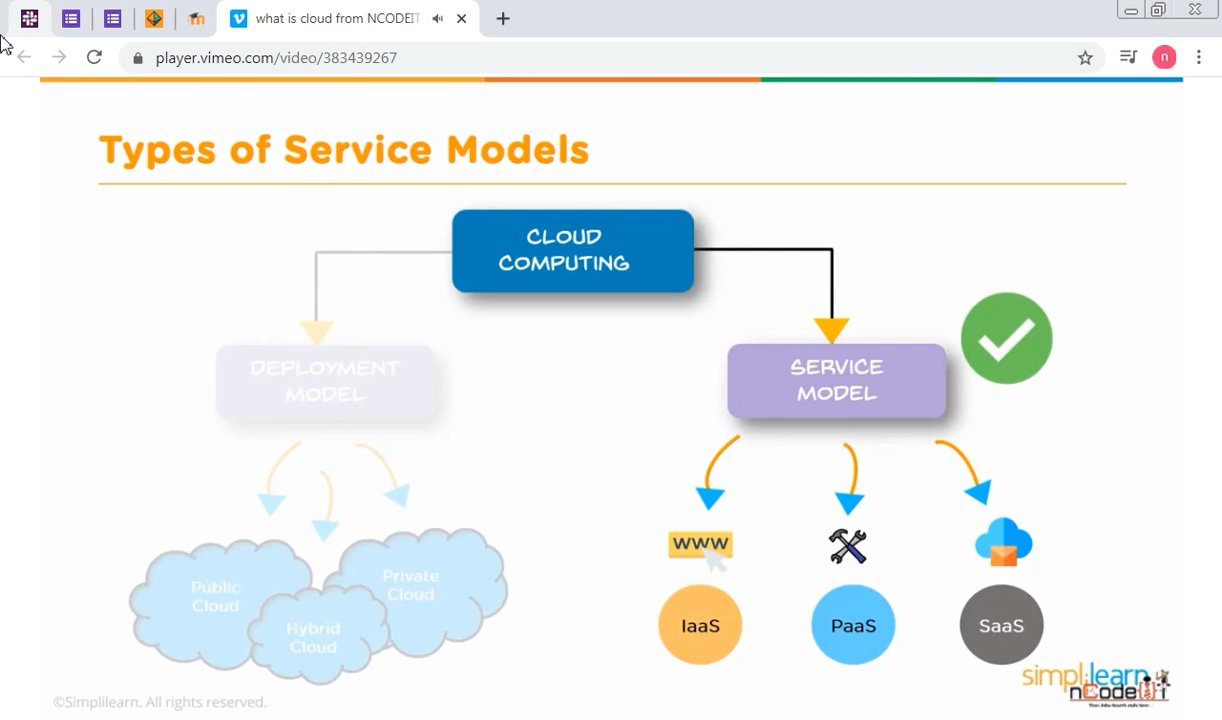 what is cloud from NCODEIT
player.vimeo.com/video/383439267
n
Types of Service Models
CLOUD
COMPUTING
DEPLOYMENT
MODEL
SERVICE
MODEL
Public
Cloud
Private
Cloud
Hybrid
Cloud
WWW
IaaS
PaaS
SaaS
simplilearn
©Simplilearn. All rights reserved.